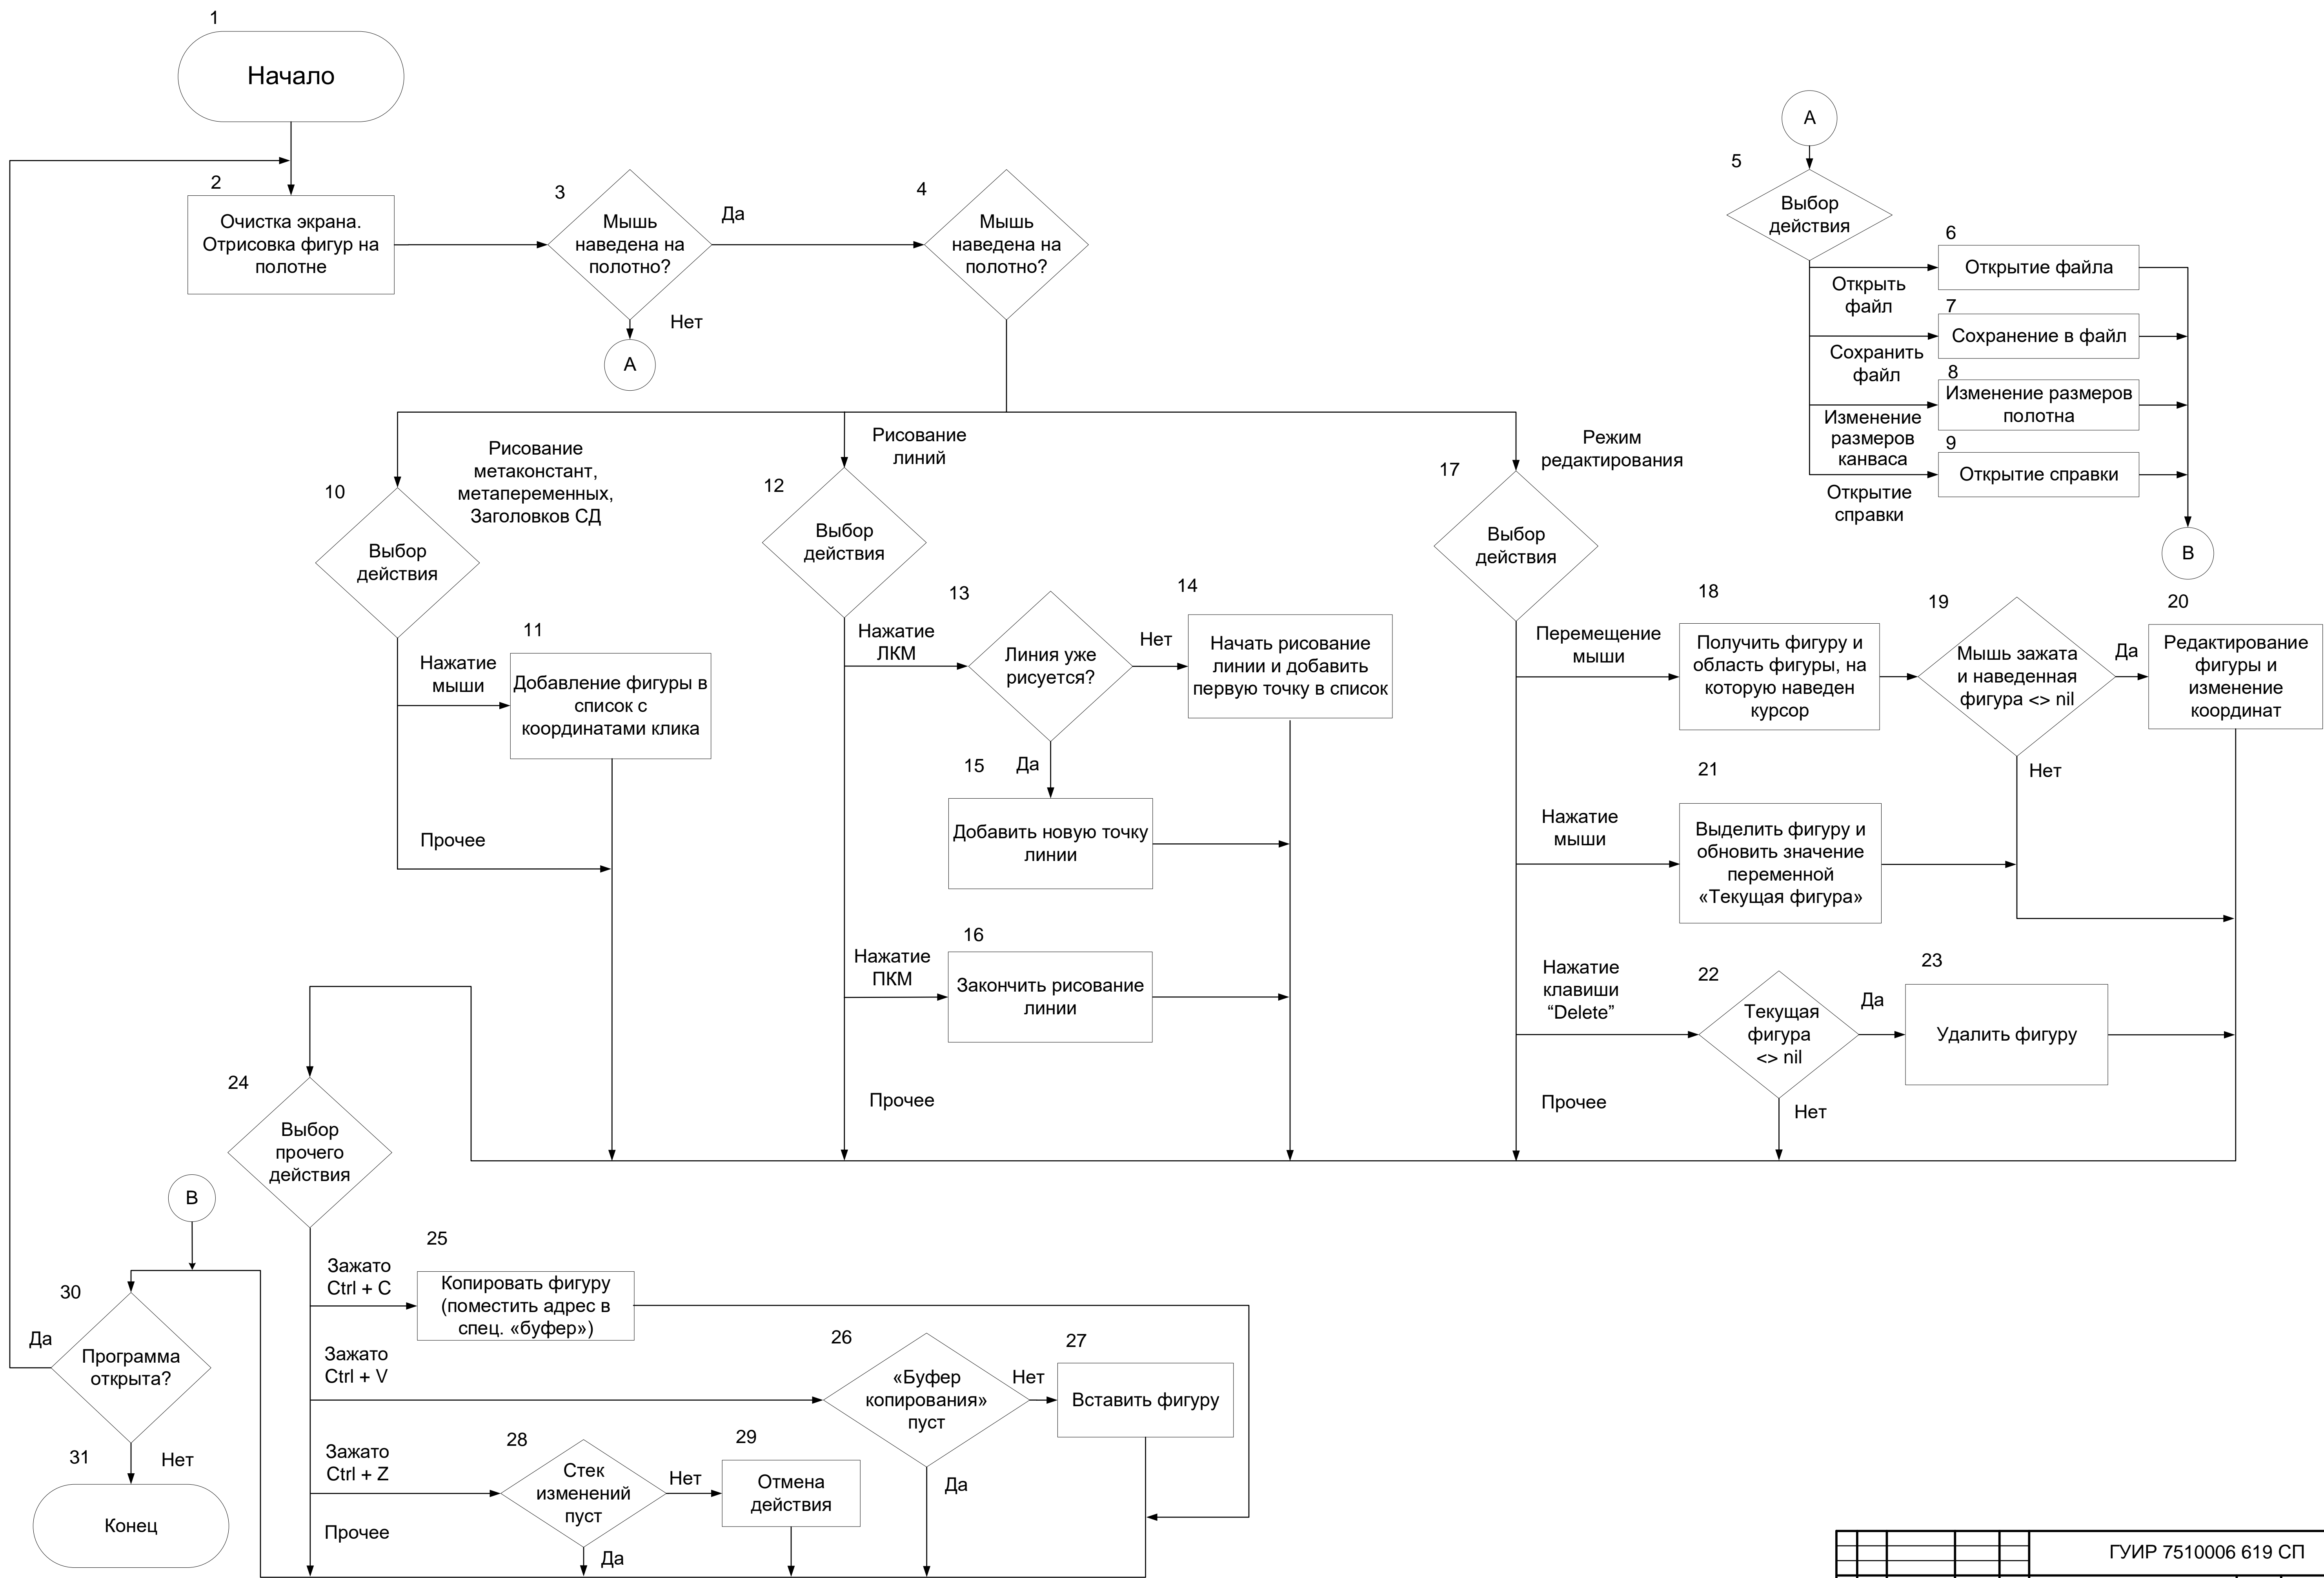 1
Начало
2
Очистка экрана.
Отрисовка фигур на
полотне
3
Мышь
наведена на
полотно?
Да
Нет
А
4
Мышь
наведена на
полотно?
А
5
Выбор
действия
6
Открытие файла
Открыть
файл
7
Сохранение в файл
Сохранить
файл
8
Изменение размеров
полотна
Изменение
размеров
канваса
9
Открытие справки
Открытие
справки
В
Рисование
метаконстант,
метапеременных,
Заголовков СД
10
Выбор
действия
11
Нажатие
мыши
Добавление фигуры в
список с
координатами клика
Прочее
Рисование
линий
12
Выбор
действия
Нажатие
ЛКМ
13
Линия уже
рисуется?
Нет
14
Начать рисование
линии и добавить
первую точку в список
Да
15
Добавить новую точку
линии
16
Нажатие
ПКМ
Закончить рисование
линии
Прочее
Режим
редактирования
17
Выбор
действия
Перемещение
мыши
18
Получить фигуру и
область фигуры, на
которую наведен
курсор
19
Мышь зажата
и наведенная
фигура <> nil
Да
20
Редактирование
фигуры и
изменение
координат
Нет
21
Нажатие
мыши
Выделить фигуру и
обновить значение
переменной
«Текущая фигура»
Нажатие
клавиши
“Delete”
22
Текущая
фигура
<> nil
Да
23
Удалить фигуру
Нет
Прочее
24
Выбор
прочего
действия
В
25
Зажато
Ctrl + C
Копировать фигуру
(поместить адрес в
спец. «буфер»)
Зажато
Ctrl + V
26
«Буфер
копирования»
пуст
Нет
27
Вставить фигуру
Да
Зажато
Ctrl + Z
28
Стек
изменений
пуст
Нет
29
Отмена
действия
Да
Прочее
30
Программа
открыта?
Да
Нет
31
Конец
ГУИР 7510006 619 СП